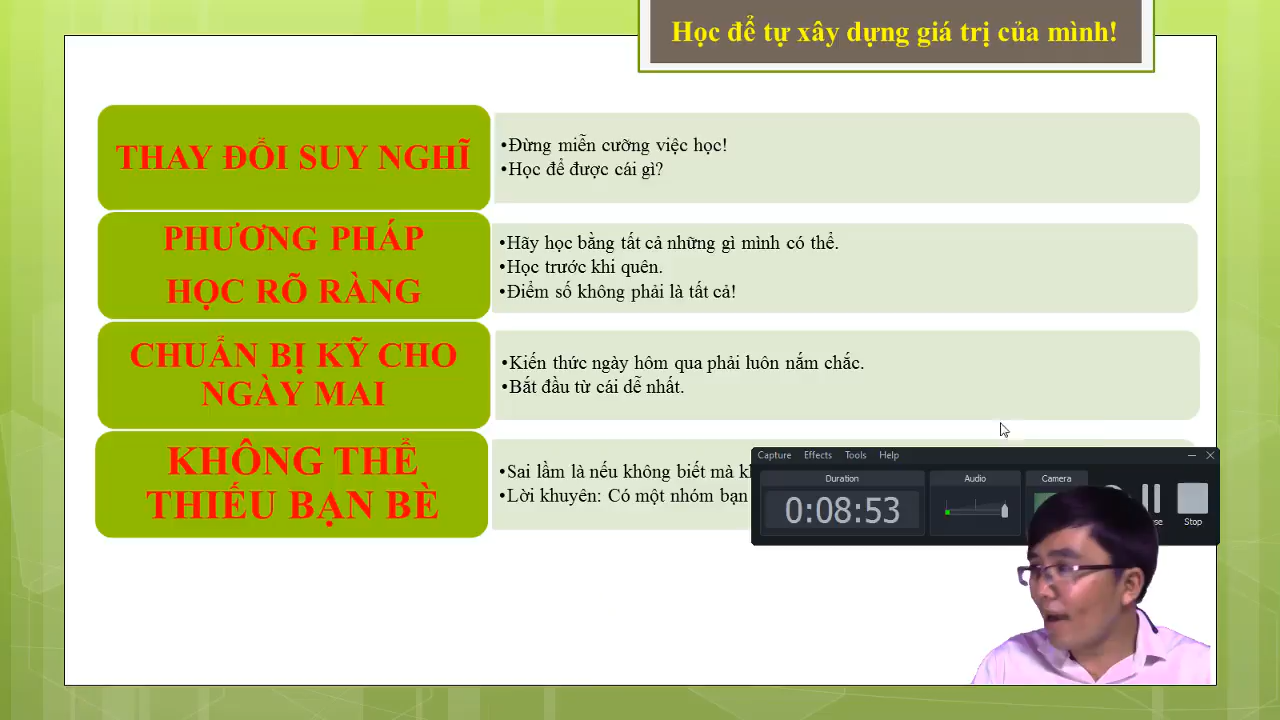 Học để tự xây dựng giá trị của mình!
THAY ĐỔI SUY NGHĨ
•Đừng miễn cưỡng việc học!
•Học để được cái gì?
PHƯƠNG PHÁP
HỌC RÕ RÀNG
•Hãy học bằng tất cả những gì mình có thể.
•Học trước khi quên.
•Điểm số không phải là tất cả!
CHUẨN BỊ KỸ CHO
NGÀY MAI
•Kiến thức ngày hôm qua phải luôn nắm chắc.
•Bắt đầu từ cái dễ nhất.
KHÔNG THỂ
THIẾU BẠN BÈ
•Sai lầm là nếu không biết mà
•Lời khuyên: Có một nhóm bạn
Capture Effects Tools Help
Duration Audio Camera
0:08:53
Stop